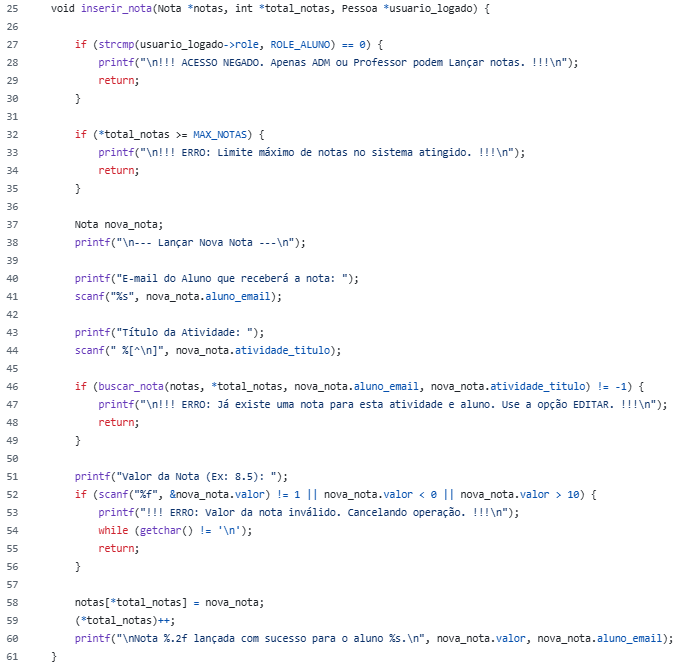 25 void inserir_nota(Nota *notas, int *total_notas, Pessoa *usuario_logado) {
26
27     if (strcmp(usuario_logado->role, ROLE_ALUNO) == 0) {
28         printf("\n!!! ACESSO NEGADO. Apenas ADM ou Professor podem Lançar notas. !!!\n");
29         return;
30     }
31
32     if (*total_notas >= MAX_NOTAS) {
33         printf("\n!!! ERRO: Limite máximo de notas no sistema atingido. !!!\n");
34         return;
35     }
36
37     Nota nova_nota;
38     printf("\n--- Lançar Nova Nota ---\n");
39
40     printf("E-mail do Aluno que receberá a nota: ");
41     scanf("%s", nova_nota.aluno_email);
42
43     printf("Título da Atividade: ");
44     scanf(" %[^\n]", nova_nota.atividade_titulo);
45
46     if (buscar_nota(notas, *total_notas, nova_nota.aluno_email, nova_nota.atividade_titulo) != -1) {
47         printf("\n!!! ERRO: Já existe uma nota para esta atividade e aluno. Use a opção EDITAR. !!!\n");
48         return;
49     }
50
51     printf("Valor da Nota (Ex: 8.5): ");
52     if (scanf("%f", &nova_nota.valor) != 1 || nova_nota.valor < 0 || nova_nota.valor > 10) {
53         printf("!!! ERRO: Valor da nota inválido. Cancelando operação. !!!\n");
54         while (getchar() != '\n');
55         return;
56     }
57
58     notas[*total_notas] = nova_nota;
59     (*total_notas)++;
60     printf("\nNota %.2f lançada com sucesso para o aluno %s.\n", nova_nota.valor, nova_nota.aluno_email);
61 }